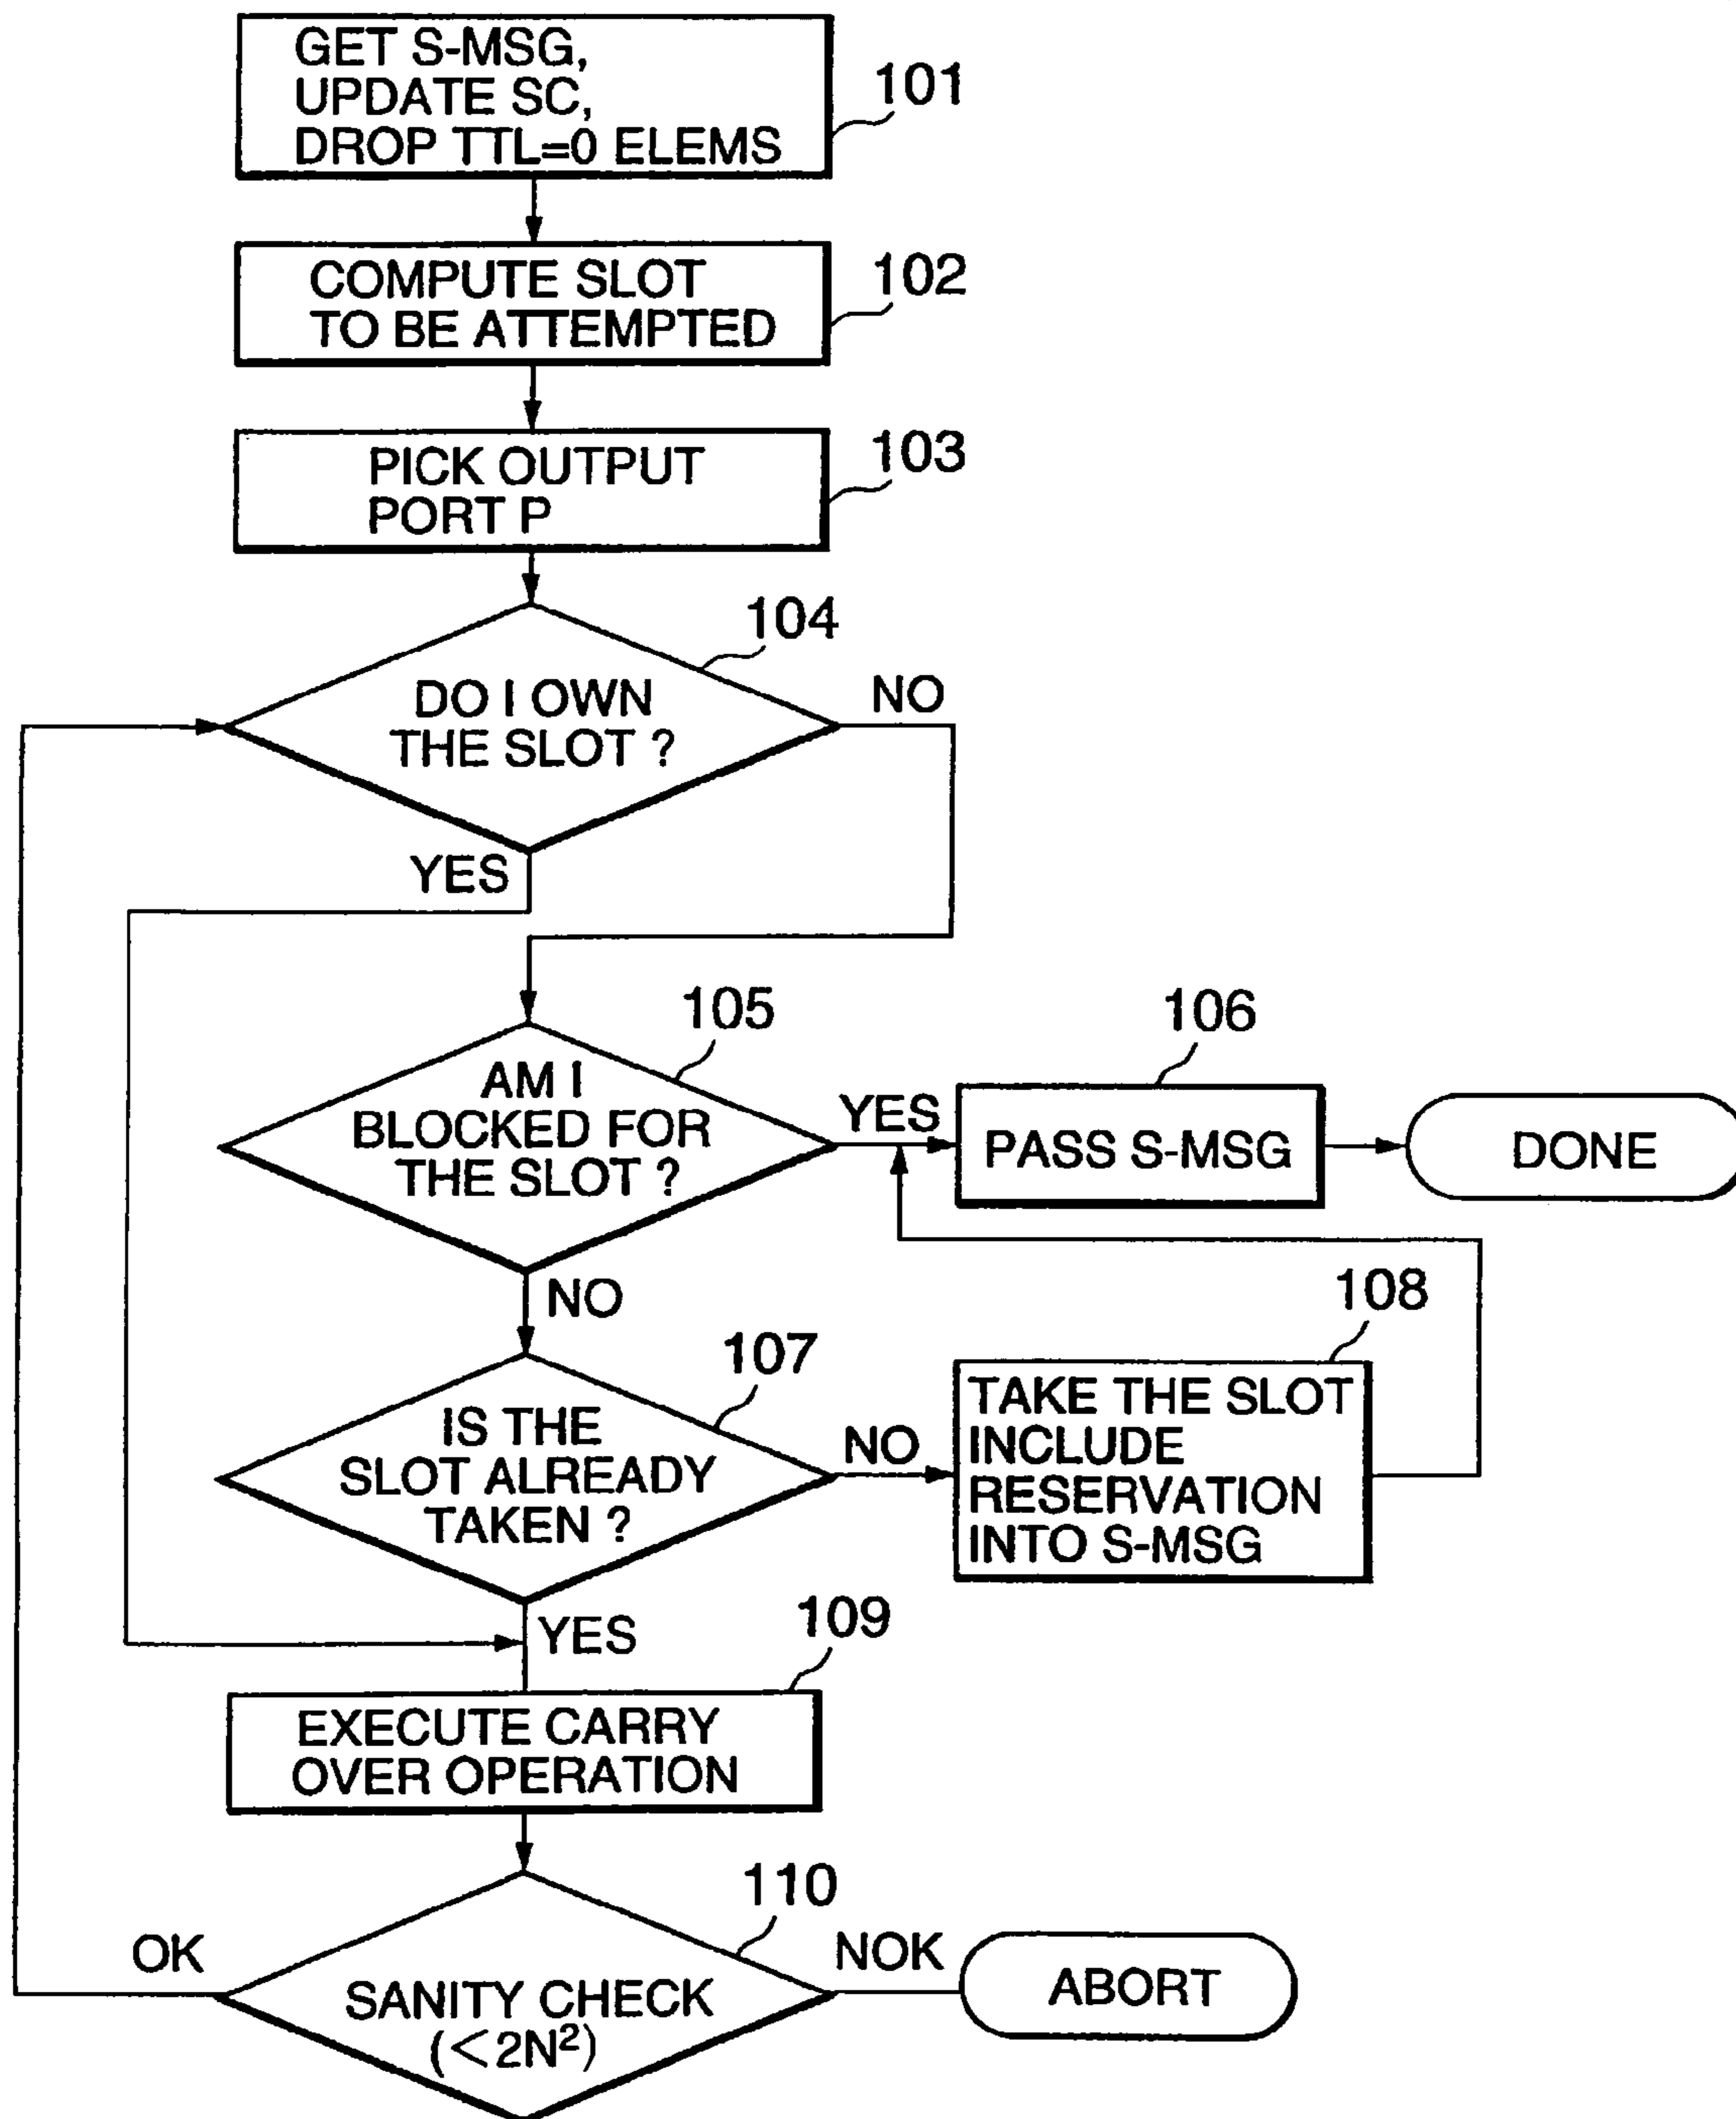 GET S-MSG,
UPDATE SC,
DROP TTL=0 ELEMS
101
COMPUTE SLOT
TO BE ATTEMPTED
102
PICK OUTPUT
PORT P
103
104
DO I OWN
THE SLOT ?
NO
YES
105
AM I
BLOCKED FOR
THE SLOT ?
YES
106
PASS S-MSG
DONE
NO
107
IS THE
SLOT ALREADY
TAKEN ?
NO
108
TAKE THE SLOT
INCLUDE
RESERVATION
INTO S-MSG
YES
109
EXECUTE CARRY
OVER OPERATION
110
OK
SANITY CHECK
(<2N²)
NOK
ABORT